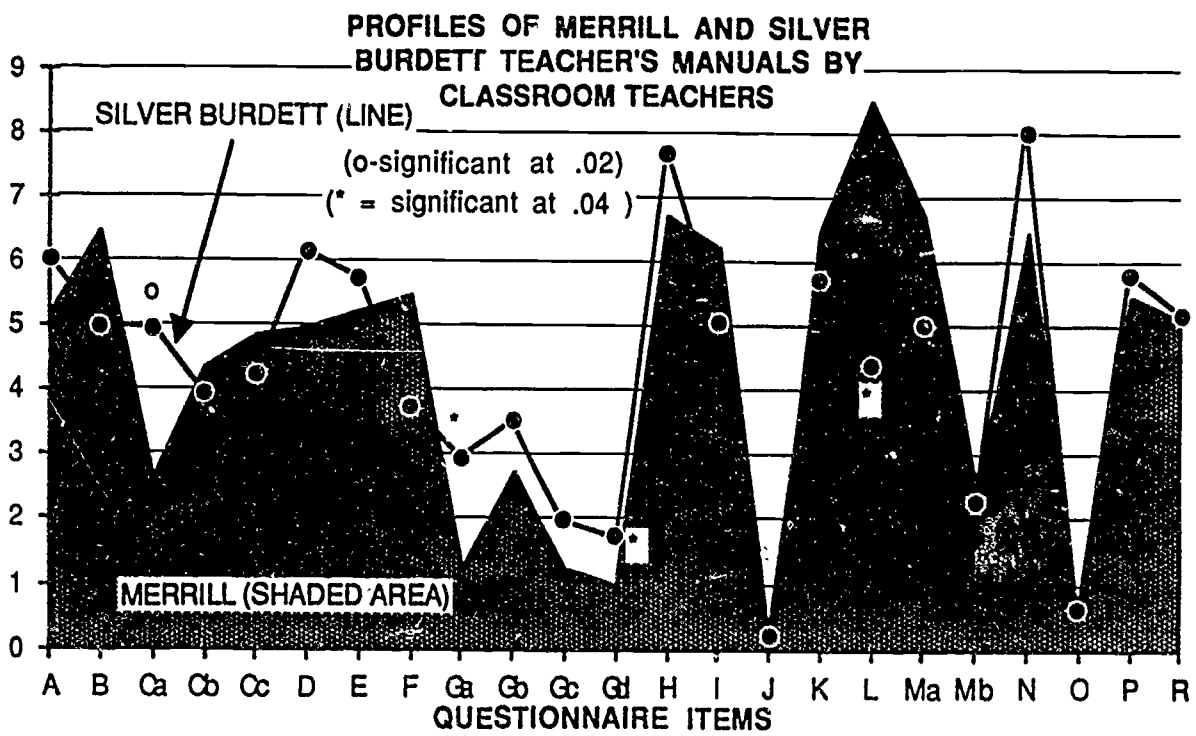 PROFILES OF MERRILL AND SILVER
BURDETT TEACHER'S MANUALS BY
CLASSROOM TEACHERS
SILVER BURDETT (LINE)
(o-significant at .02)
(* = significant at .04 )
9
8
7
6
5
4
3
2
1
0
o
*
*
*
MERRILL (SHADED AREA)
A B Ca Cb Cc D E F Ga Gb Gc Gd H I J K L Ma Mb N O P R
QUESTIONNAIRE ITEMS